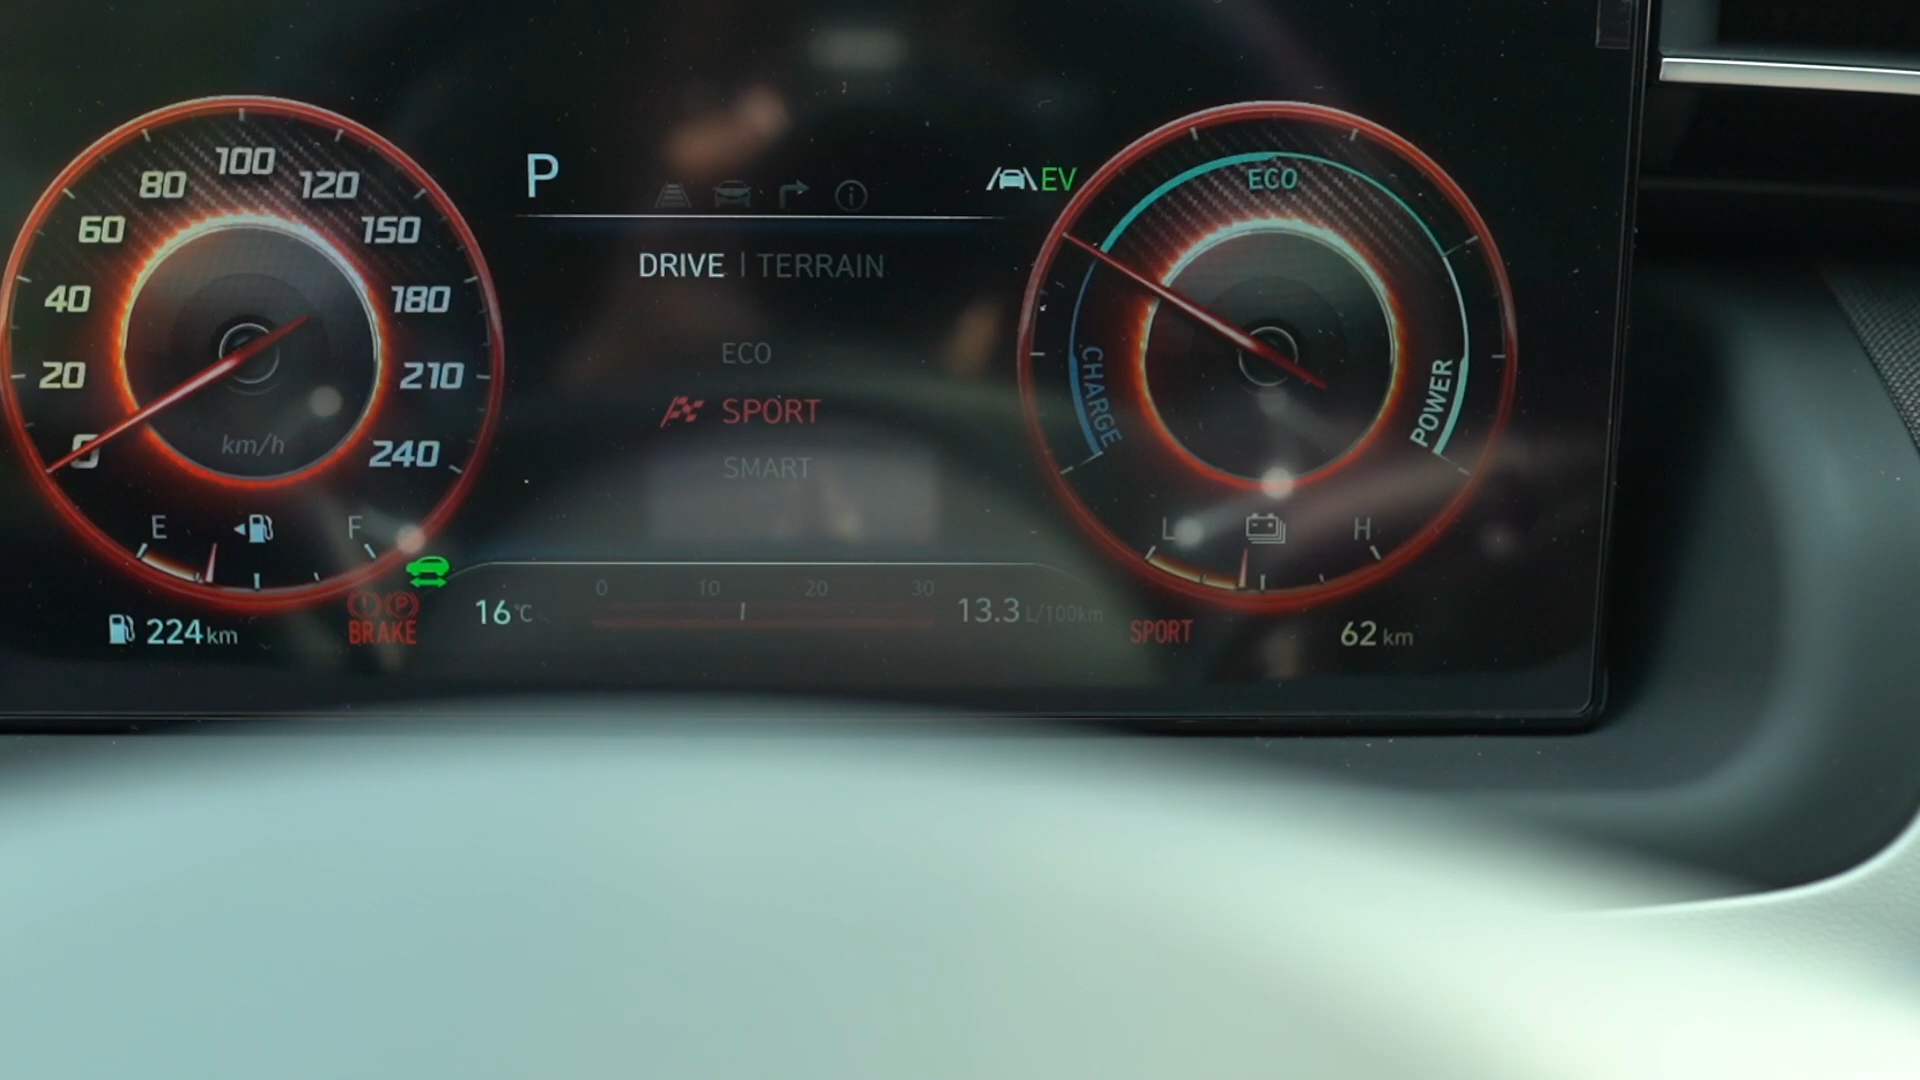 P
EV
DRIVE | TERRAIN
ECO
SPORT
SMART
0
20
40
60
80
100
120
150
180
210
240
km/h
E
F
224 km
P
BRAKE
16°C
0 10 20 30
13.3 L/100km
ECO
CHARGE
POWER
L
H
SPORT
62 km